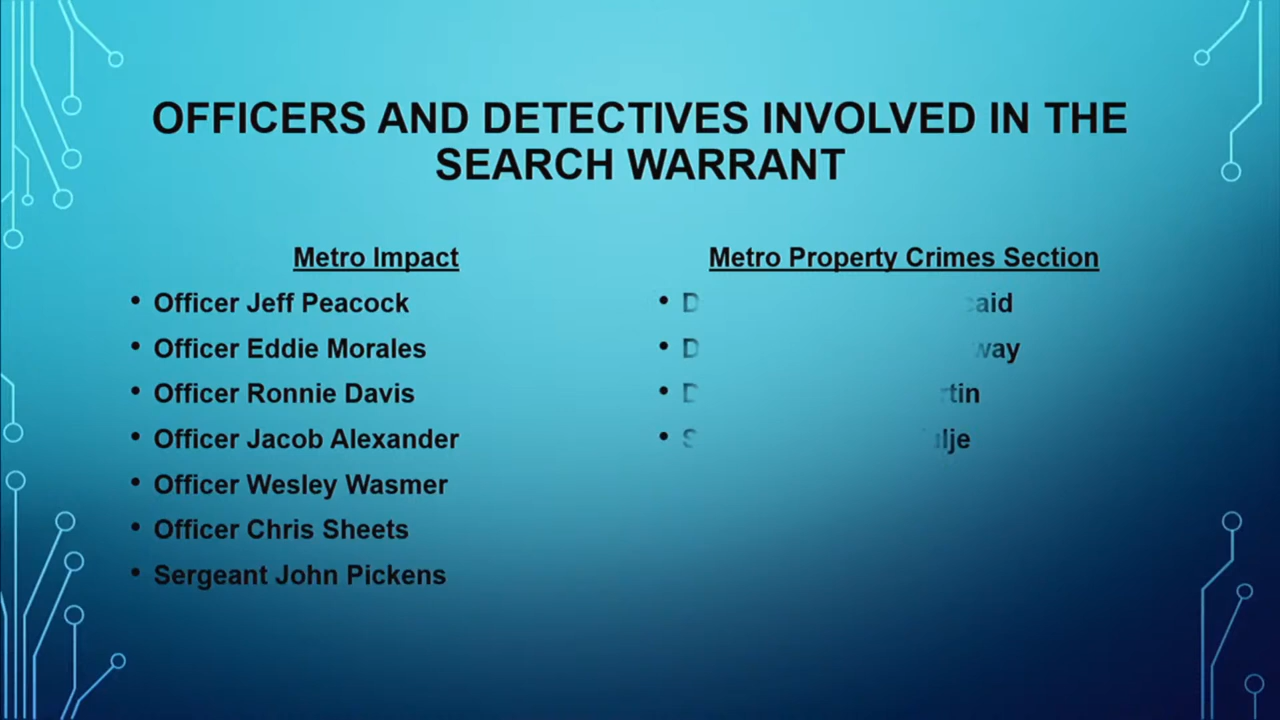 OFFICERS AND DETECTIVES INVOLVED IN THE
SEARCH WARRANT
Metro Impact
• Officer Jeff Peacock
• Officer Eddie Morales
• Officer Ronnie Davis
• Officer Jacob Alexander
• Officer Wesley Wasmer
• Officer Chris Sheets
• Sergeant John Pickens
Metro Property Crimes Section